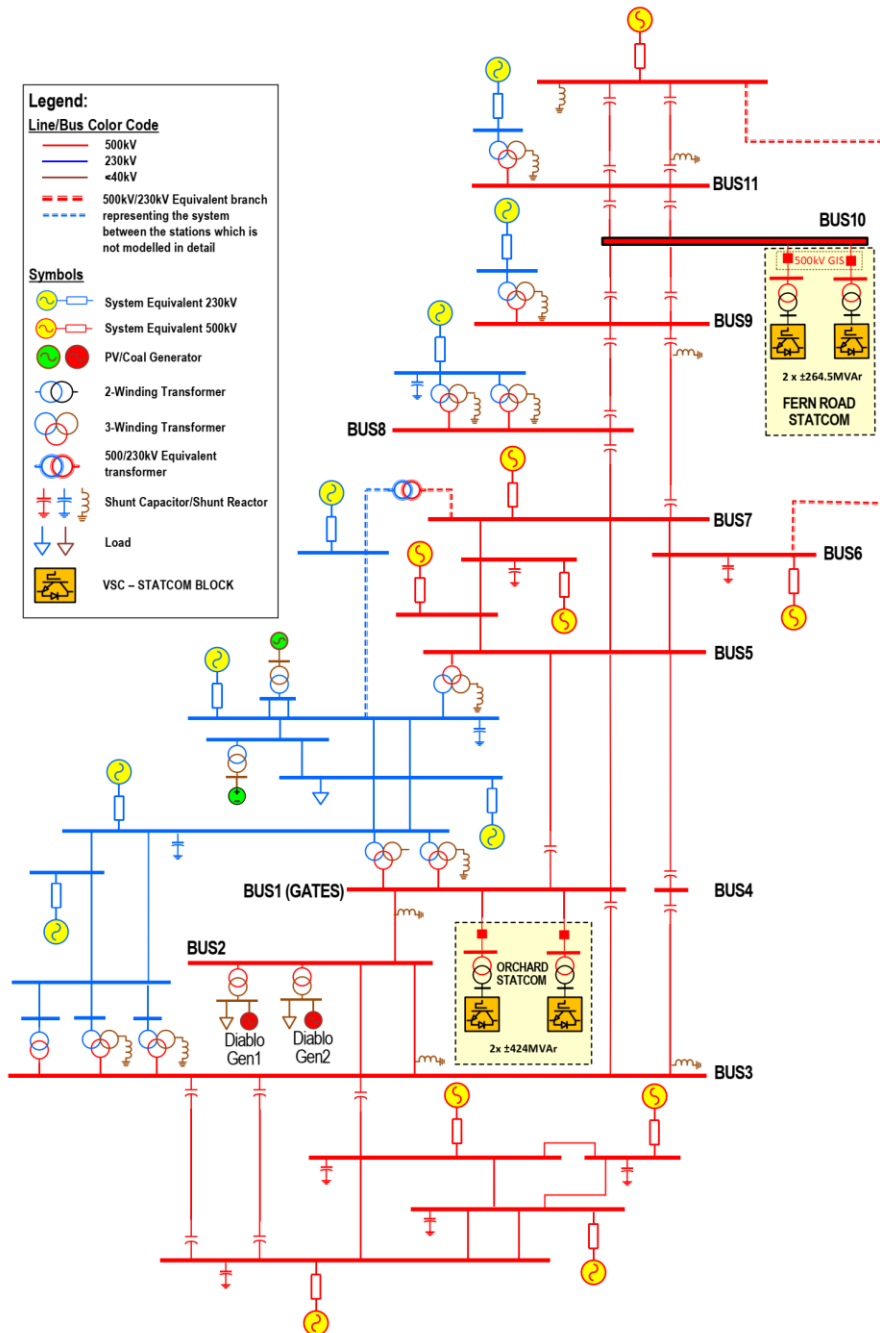 Legend:
Line/Bus Color Code
500kV
230kV
<40kV
500kV/230kV Equivalent branch
representing the system
between the stations which is
not modelled in detail
Symbols
System Equivalent 230kV
System Equivalent 500kV
PV/Coal Generator
2-Winding Transformer
3-Winding Transformer
500/230kV Equivalent
transformer
Shunt Capacitor/Shunt Reactor
Load
VSC – STATCOM BLOCK
BUS11
BUS10
500kV GIS
2 x ±264.5MVAr
FERN ROAD
STATCOM
BUS9
BUS8
BUS7
BUS6
BUS5
BUS1 (GATES)
BUS4
BUS2
ORCHARD
STATCOM
2x ±424MVAr
Diablo
Gen1
Diablo
Gen2
BUS3